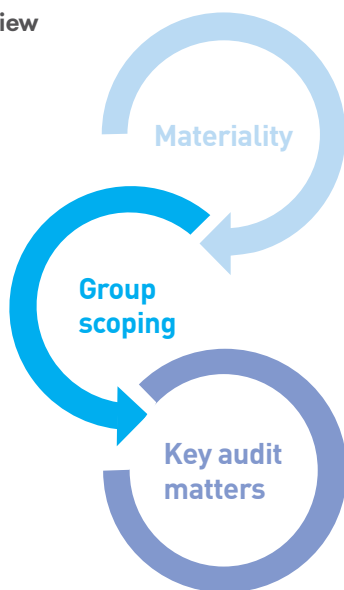 iew
Materiality
Group
scoping
Key audit
matters